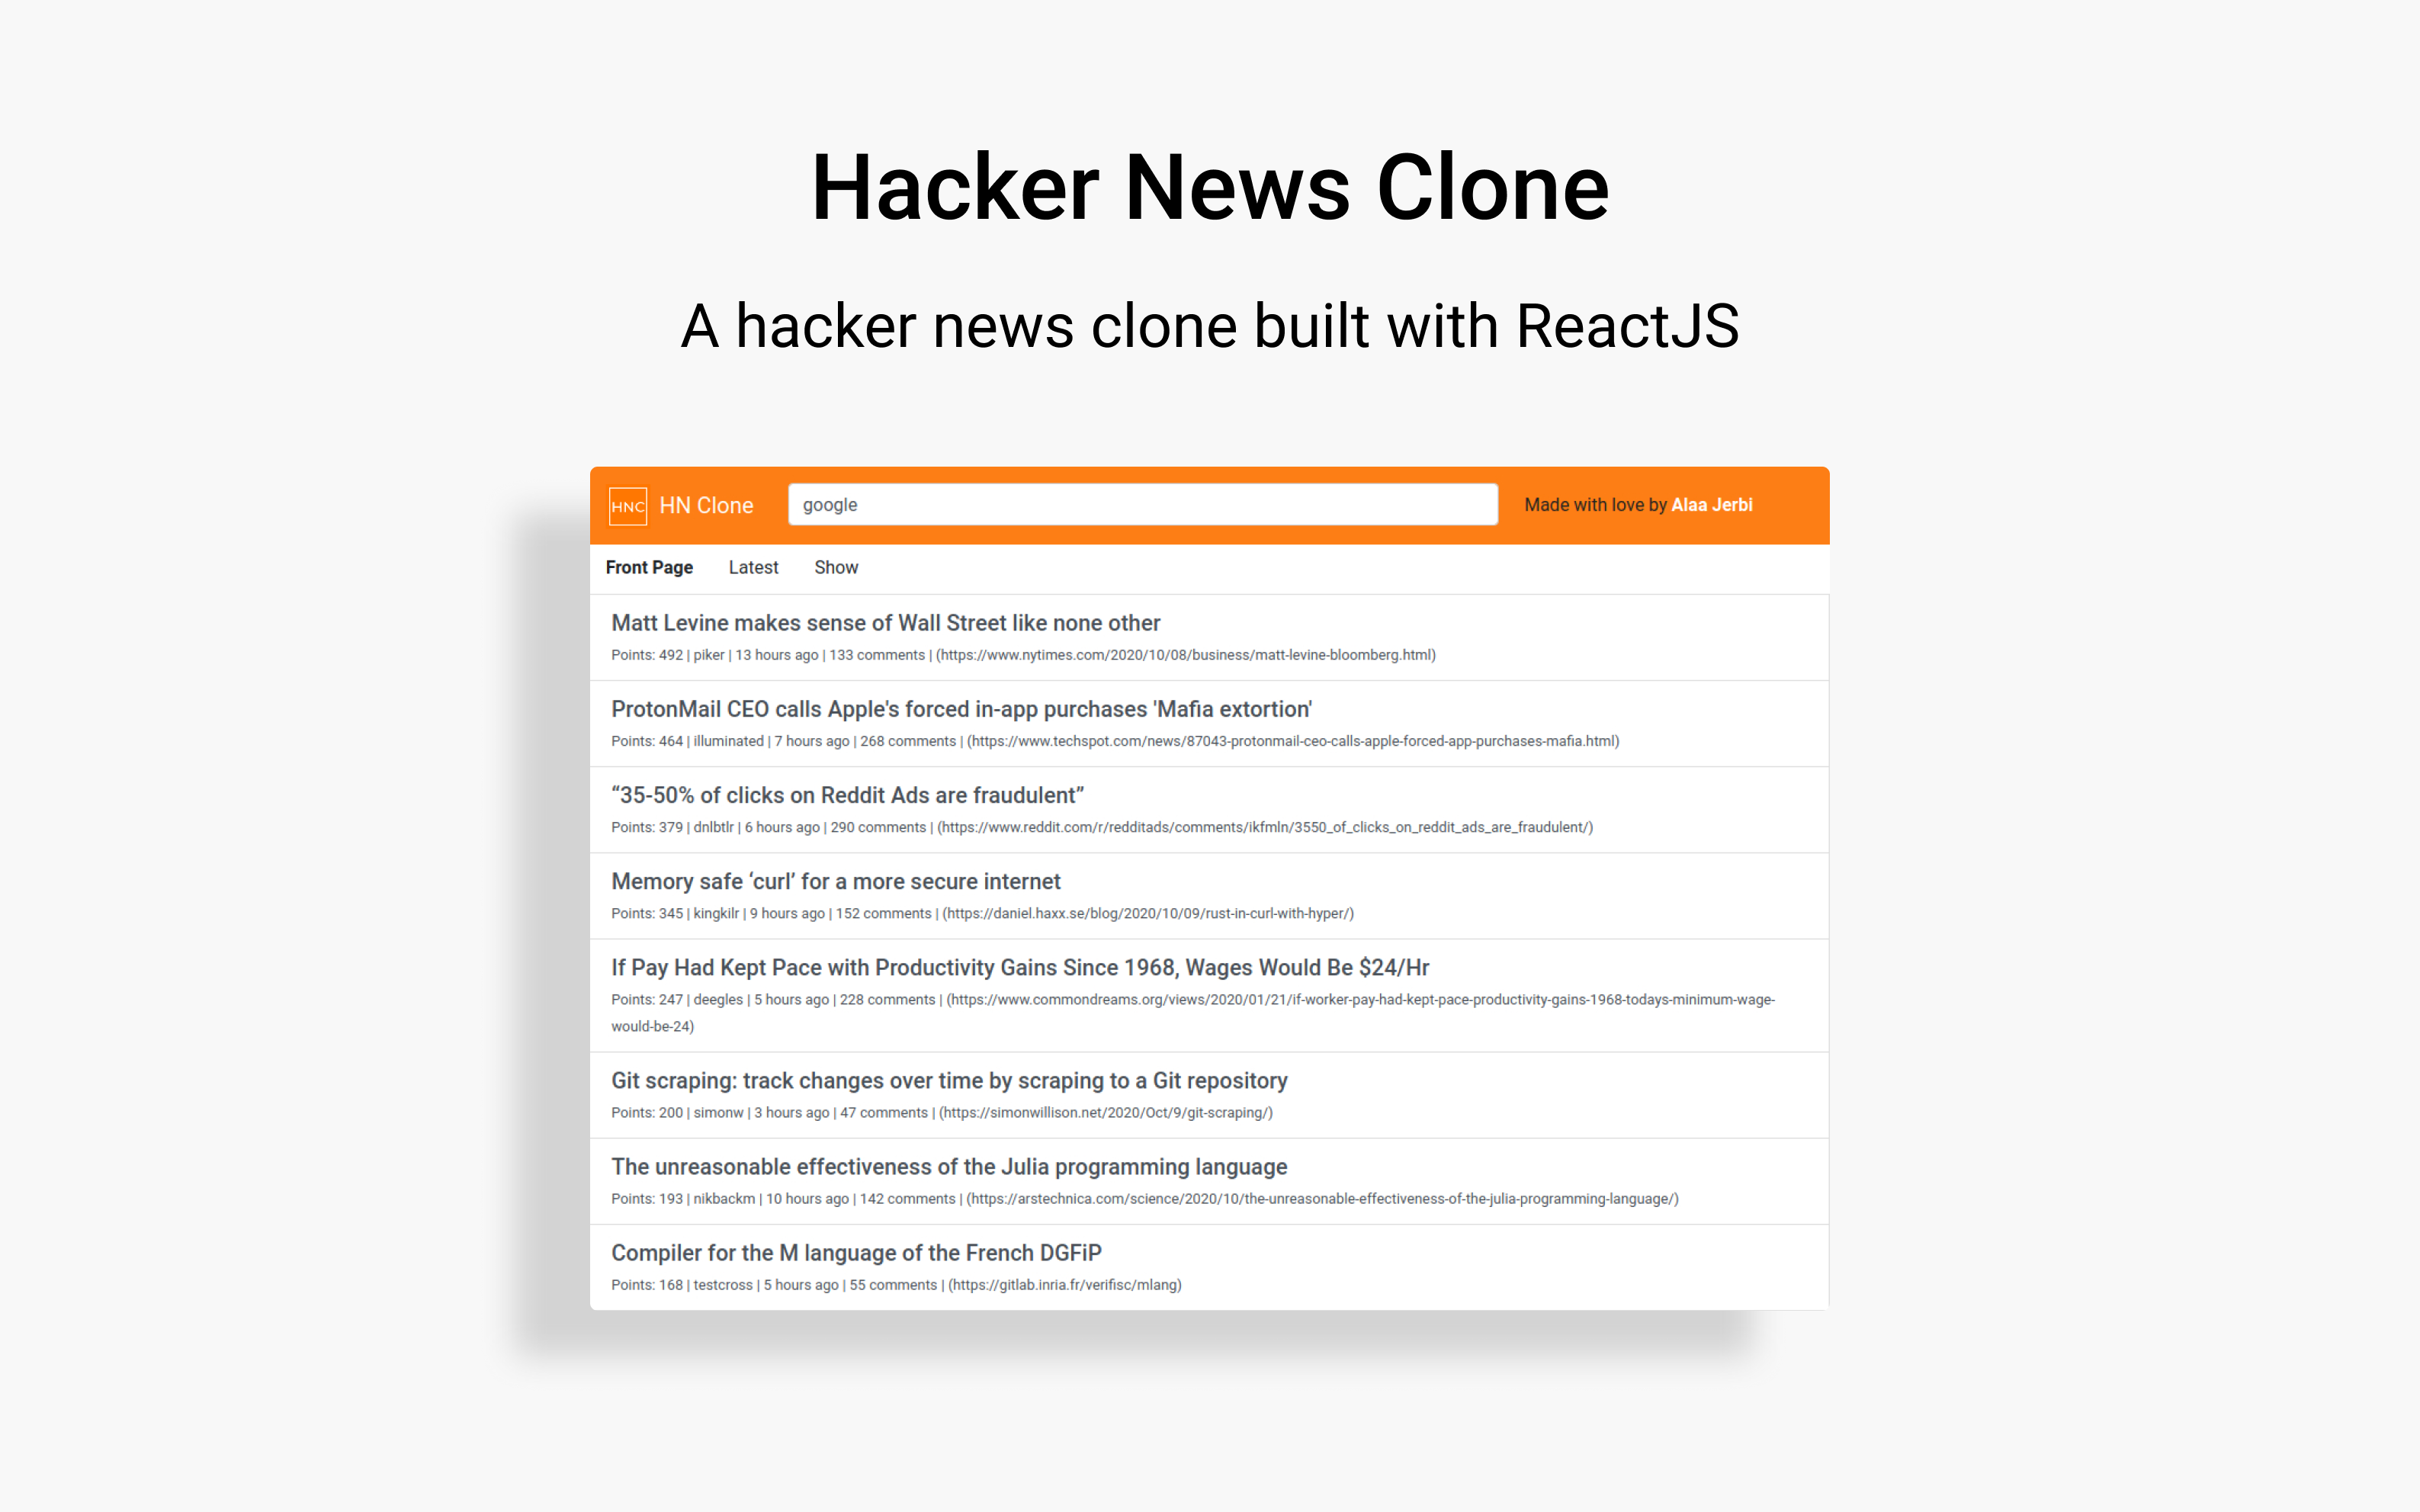 Hacker News Clone
A hacker news clone built with ReactJS
HNC HN Clone google Made with love by Alaa Jerbi
Front Page Latest Show
Matt Levine makes sense of Wall Street like none other
Points: 492 | piker | 13 hours ago | 133 comments | (https://www.nytimes.com/2020/10/08/business/matt-levine-bloomberg.html)
ProtonMail CEO calls Apple's forced in-app purchases 'Mafia extortion'
Points: 464 | illuminated | 7 hours ago | 268 comments | (https://www.techspot.com/news/87043-protonmail-ceo-calls-apple-forced-app-purchases-mafia.html)
“35-50% of clicks on Reddit Ads are fraudulent”
Points: 379 | dnlbtlr | 6 hours ago | 290 comments | (https://www.reddit.com/r/redditads/comments/ikfmln/3550_of_clicks_on_reddit_ads_are_fraudulent/)
Memory safe ‘curl’ for a more secure internet
Points: 345 | kingkilr | 9 hours ago | 152 comments | (https://daniel.haxx.se/blog/2020/10/09/rust-in-curl-with-hyper/)
If Pay Had Kept Pace with Productivity Gains Since 1968, Wages Would Be $24/Hr
Points: 247 | deegles | 5 hours ago | 228 comments | (https://www.commondreams.org/views/2020/01/21/if-worker-pay-had-kept-pace-productivity-gains-1968-todays-minimum-wage-
would-be-24)
Git scraping: track changes over time by scraping to a Git repository
Points: 200 | simonw | 3 hours ago | 47 comments | (https://simonwillison.net/2020/Oct/9/git-scraping/)
The unreasonable effectiveness of the Julia programming language
Points: 193 | nikbackm | 10 hours ago | 142 comments | (https://arstechnica.com/science/2020/10/the-unreasonable-effectiveness-of-the-julia-programming-language/)
Compiler for the M language of the French DGFiP
Points: 168 | testcross | 5 hours ago | 55 comments | (https://gitlab.inria.fr/verifisc/mlang)